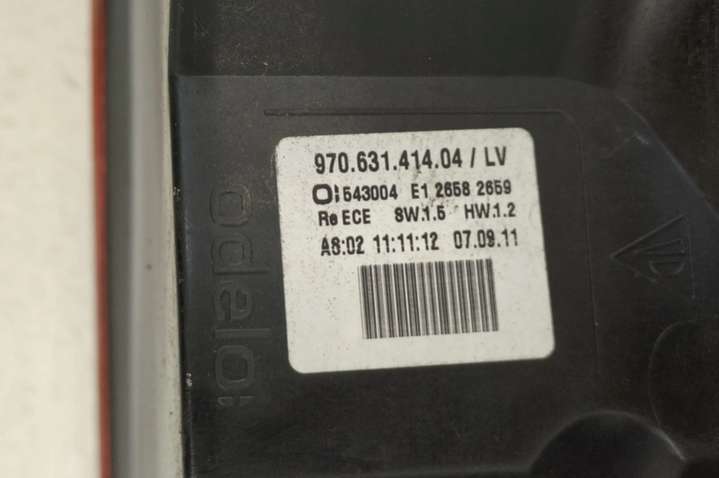 970.631.414.04 / LV
O: 543004 E1 2658 2659
Re ECE SW.1.5 HW.1.2
A8:02 11:11:12 07.09.11
odelo: